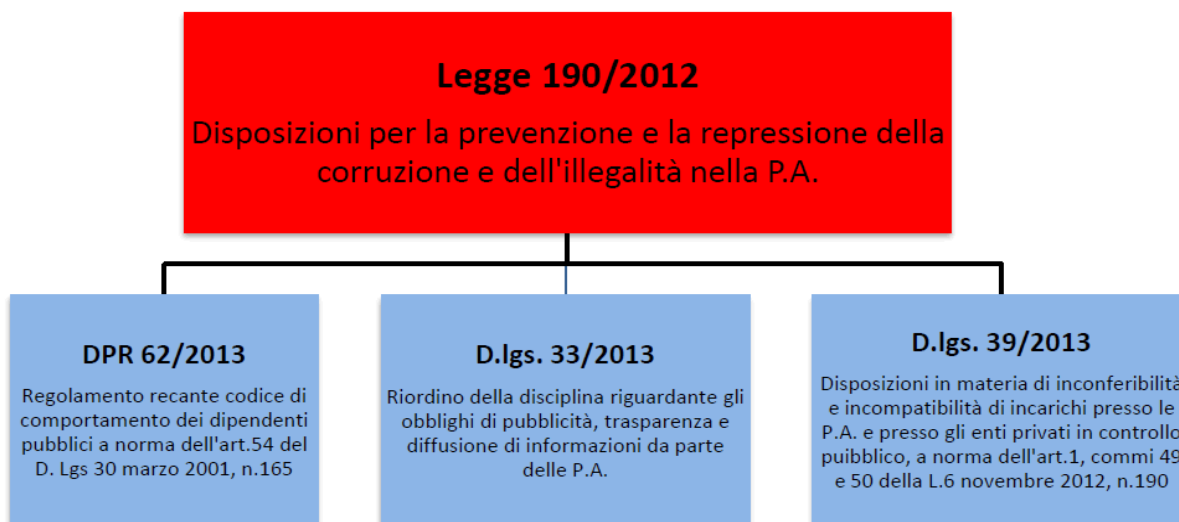 Legge 190/2012
Disposizioni per la prevenzione e la repressione della
corruzione e dell'illegalità nella P.A.
DPR 62/2013
Regolamento recante codice di
comportamento dei dipendenti
pubblici a norma dell'art.54 del
D. Lgs 30 marzo 2001, n.165
D.lgs. 33/2013
Riordino della disciplina riguardante gli
obblighi di pubblicità, trasparenza e
diffusione di informazioni da parte
delle P.A.
D.lgs. 39/2013
Disposizioni in materia di inconferibilità
e incompatibilità di incarichi presso le
P.A. e presso gli enti privati in controllo
puibblico, a norma dell'art.1, commi 49
e 50 della L.6 novembre 2012, n.190